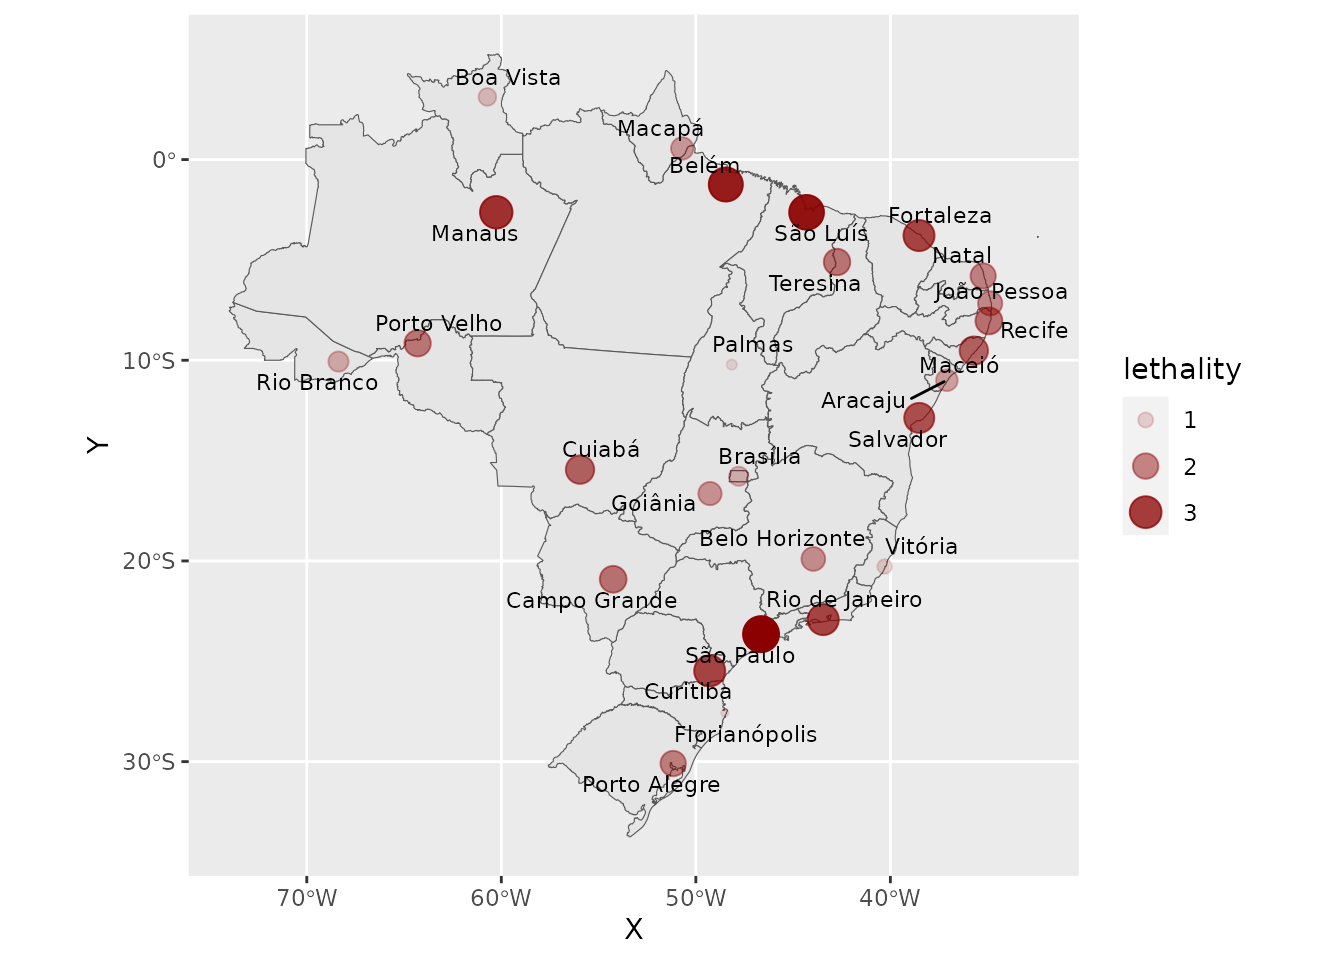 Boa Vista
Macapá
Belém
0°
Fortaleza
Manaus
São Luís
Natal
Teresina
João Pessoa
Porto Velho
Recife
Palmas
10°S
Maceió
lethality
Rio Branco
Aracaju
1
Salvador
Y
Cuiabá
Brasília
2
Goiânia
3
Belo Horizonte
Vitória
20°S
Campo Grande
Rio de Janeiro
São Paulo
Curitiba
Florianópolis
30°S
Porto Alegre
70°W
60°W
50°W
40°W
X